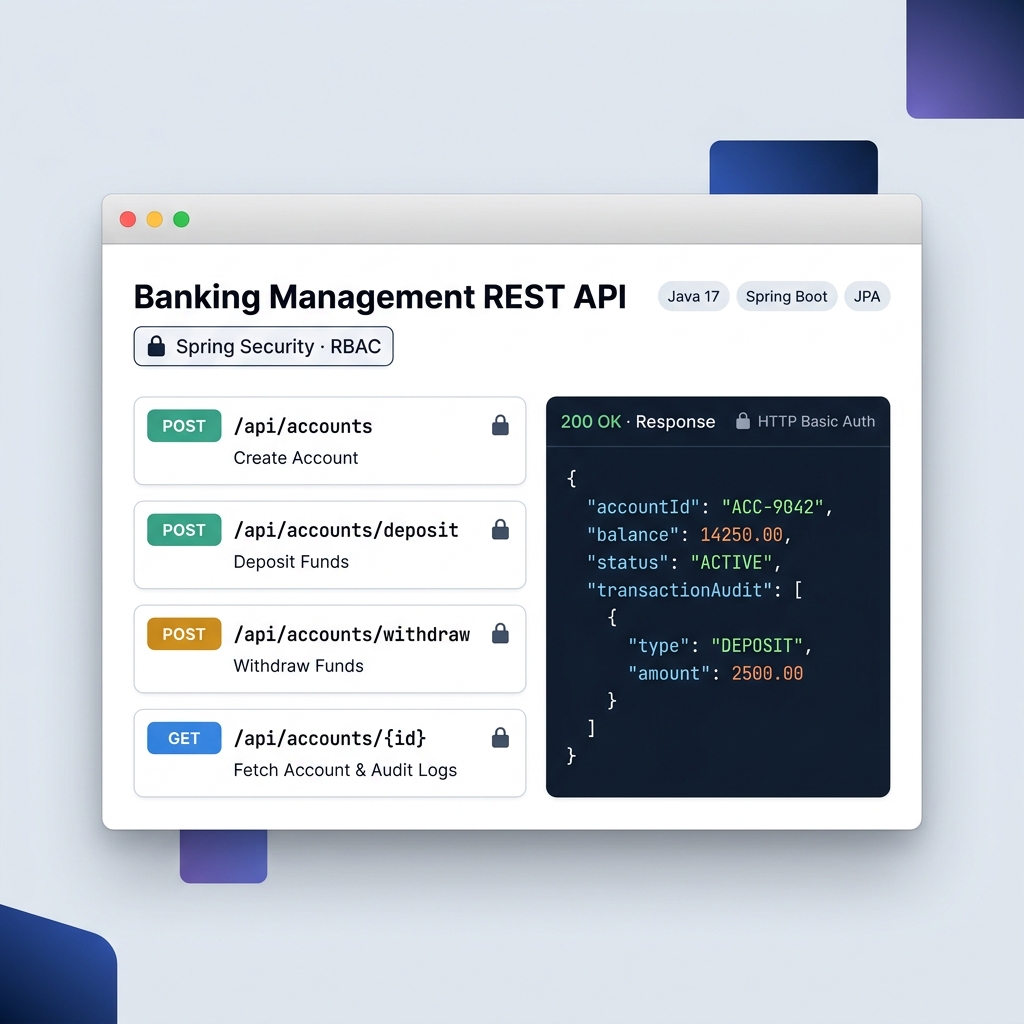 Banking Management REST API
Java 17
Spring Boot
JPA
Spring Security · RBAC
POST
/api/accounts
Create Account
POST
/api/accounts/deposit
Deposit Funds
POST
/api/accounts/withdraw
Withdraw Funds
GET
/api/accounts/{id}
Fetch Account & Audit Logs
200 OK · Response
HTTP Basic Auth
{
"accountId": "ACC-9042",
"balance": 14250.00,
"status": "ACTIVE",
"transactionAudit": [
{
"type": "DEPOSIT",
"amount": 2500.00
}
]
}